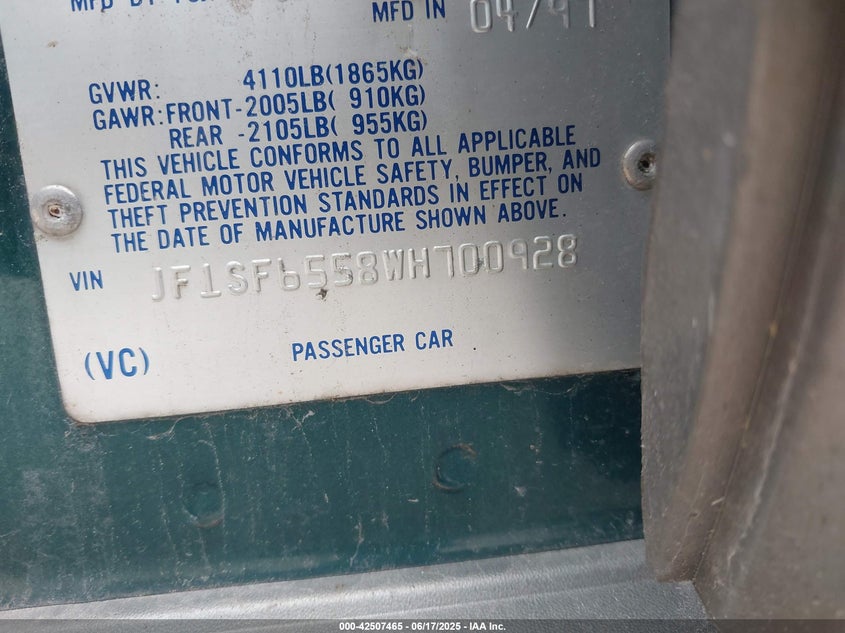 MFD IN 04/97
GVWR: 4110LB(1865KG)
GAWR:FRONT-2005LB( 910KG)
REAR -2105LB( 955KG)
THIS VEHICLE CONFORMS TO ALL APPLICABLE
FEDERAL MOTOR VEHICLE SAFETY, BUMPER, AND
THEFT PREVENTION STANDARDS IN EFFECT ON
THE DATE OF MANUFACTURE SHOWN ABOVE.
VIN JF1SF6558WH700928
(VC) PASSENGER CAR
000-42507465 - 06/17/2025 - IAA Inc.